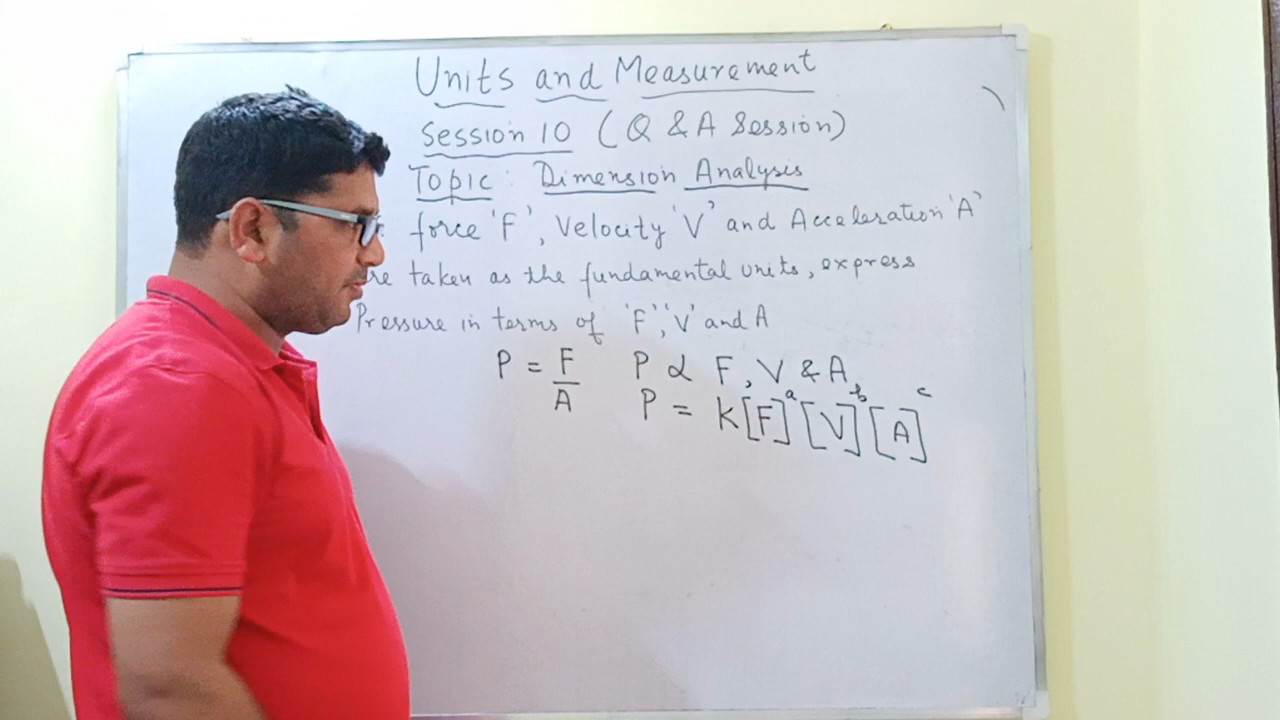 Units and Measurement
Session 10 (Q & A Session)
Topic : Dimension Analysis
force 'F', Velocity 'V' and Acceleration 'A'
re taken as the fundamental units, express
Pressure in terms of 'F', 'V' and A
P = F/A P ∝ F, V & A
P = K[F]^a [V]^b [A]^c